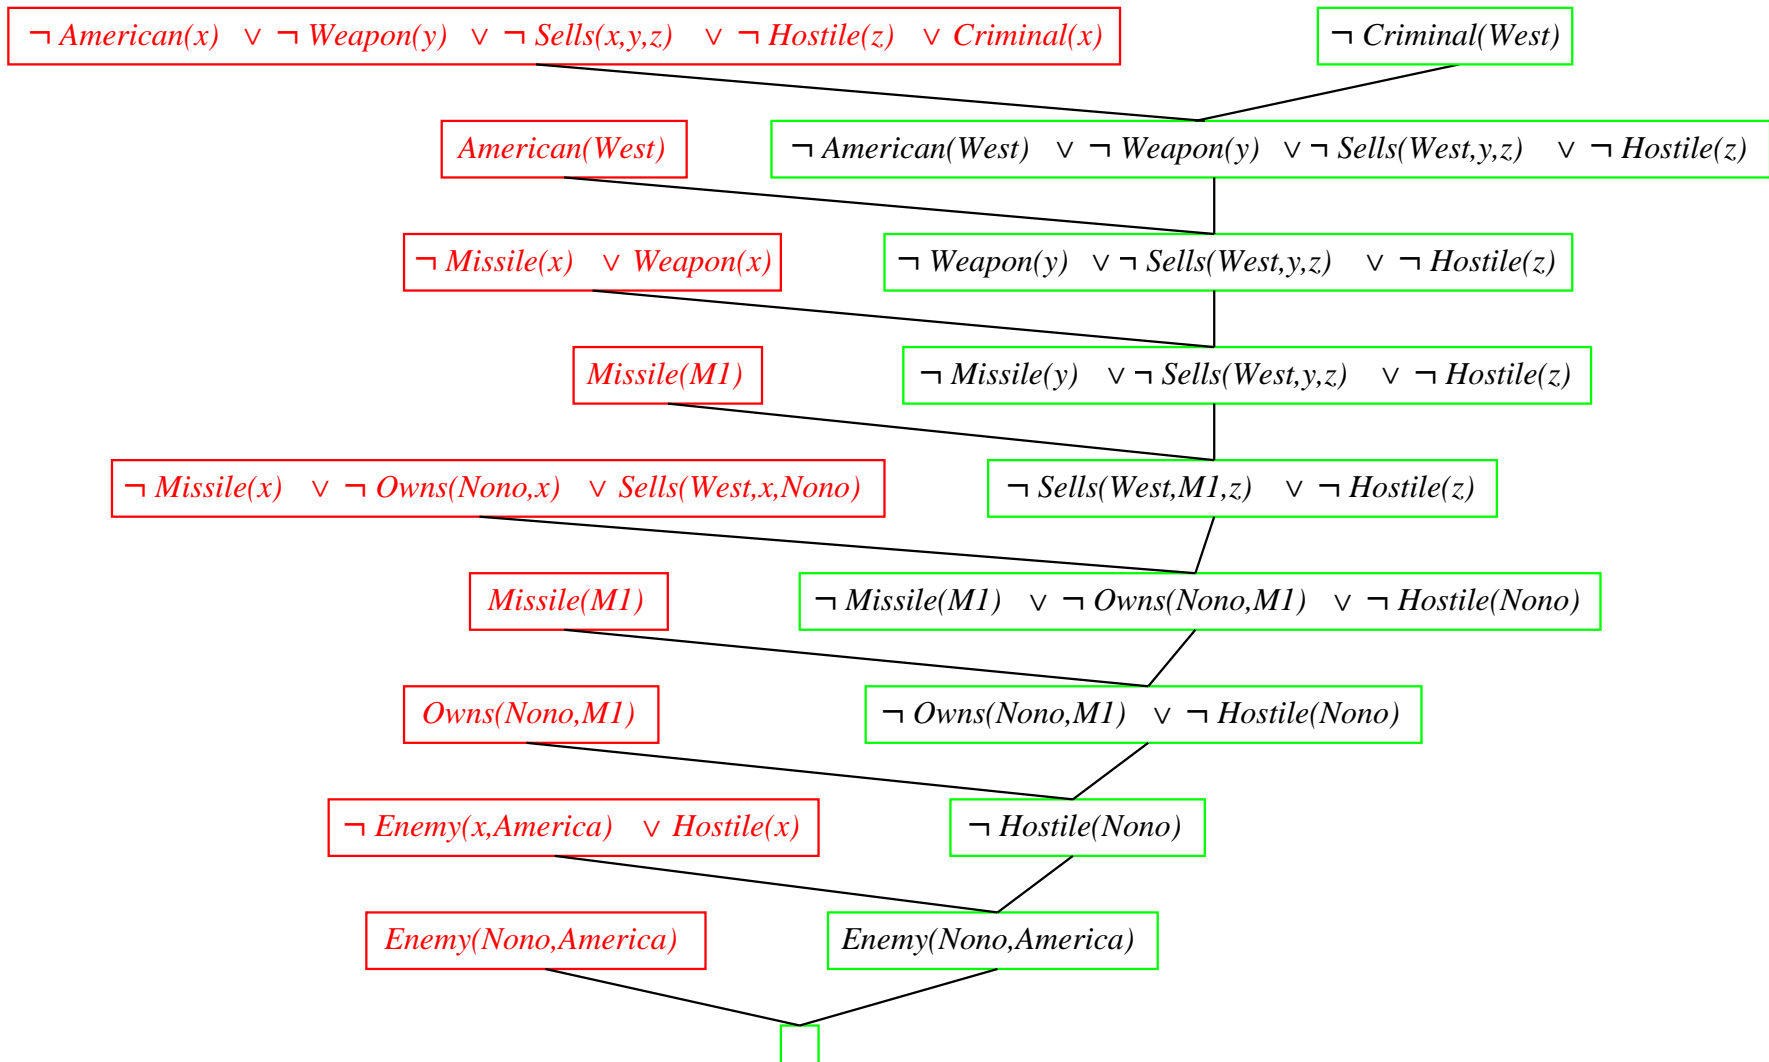 ¬ American(x) ∨ ¬ Weapon(y) ∨ ¬ Sells(x,y,z) ∨ ¬ Hostile(z) ∨ Criminal(x) ¬ Criminal(West)
American(West) ¬ American(West) ∨ ¬ Weapon(y) ∨ ¬ Sells(West,y,z) ∨ ¬ Hostile(z)
¬ Missile(x) ∨ Weapon(x) ¬ Weapon(y) ∨ ¬ Sells(West,y,z) ∨ ¬ Hostile(z)
Missile(M1) ¬ Missile(y) ∨ ¬ Sells(West,y,z) ∨ ¬ Hostile(z)
¬ Missile(x) ∨ ¬ Owns(Nono,x) ∨ Sells(West,x,Nono) ¬ Sells(West,M1,z) ∨ ¬ Hostile(z)
Missile(M1) ¬ Missile(M1) ∨ ¬ Owns(Nono,M1) ∨ ¬ Hostile(Nono)
Owns(Nono,M1) ¬ Owns(Nono,M1) ∨ ¬ Hostile(Nono)
¬ Enemy(x,America) ∨ Hostile(x) ¬ Hostile(Nono)
Enemy(Nono,America) Enemy(Nono,America)